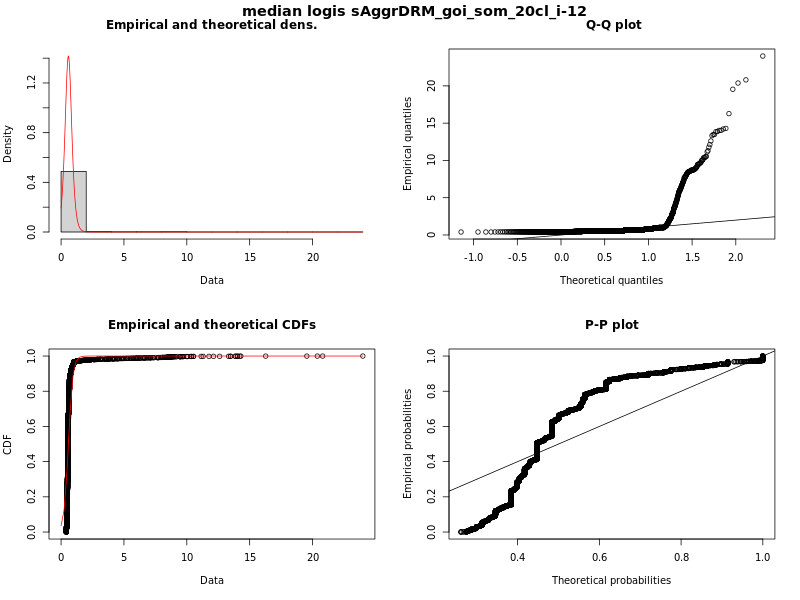 median logis sAggrDRM_goi_som_20cl_i-12
Empirical and theoretical dens.
Density
0.0 0.4 0.8 1.2
0 5 10 15 20
Data
Q-Q plot
Empirical quantiles
0 5 10 15 20
-1.0 -0.5 0.0 0.5 1.0 1.5 2.0
Theoretical quantiles
Empirical and theoretical CDFs
CDF
0.0 0.2 0.4 0.6 0.8 1.0
0 5 10 15 20
Data
P-P plot
Empirical probabilities
0.0 0.2 0.4 0.6 0.8 1.0
0.4 0.6 0.8 1.0
Theoretical probabilities